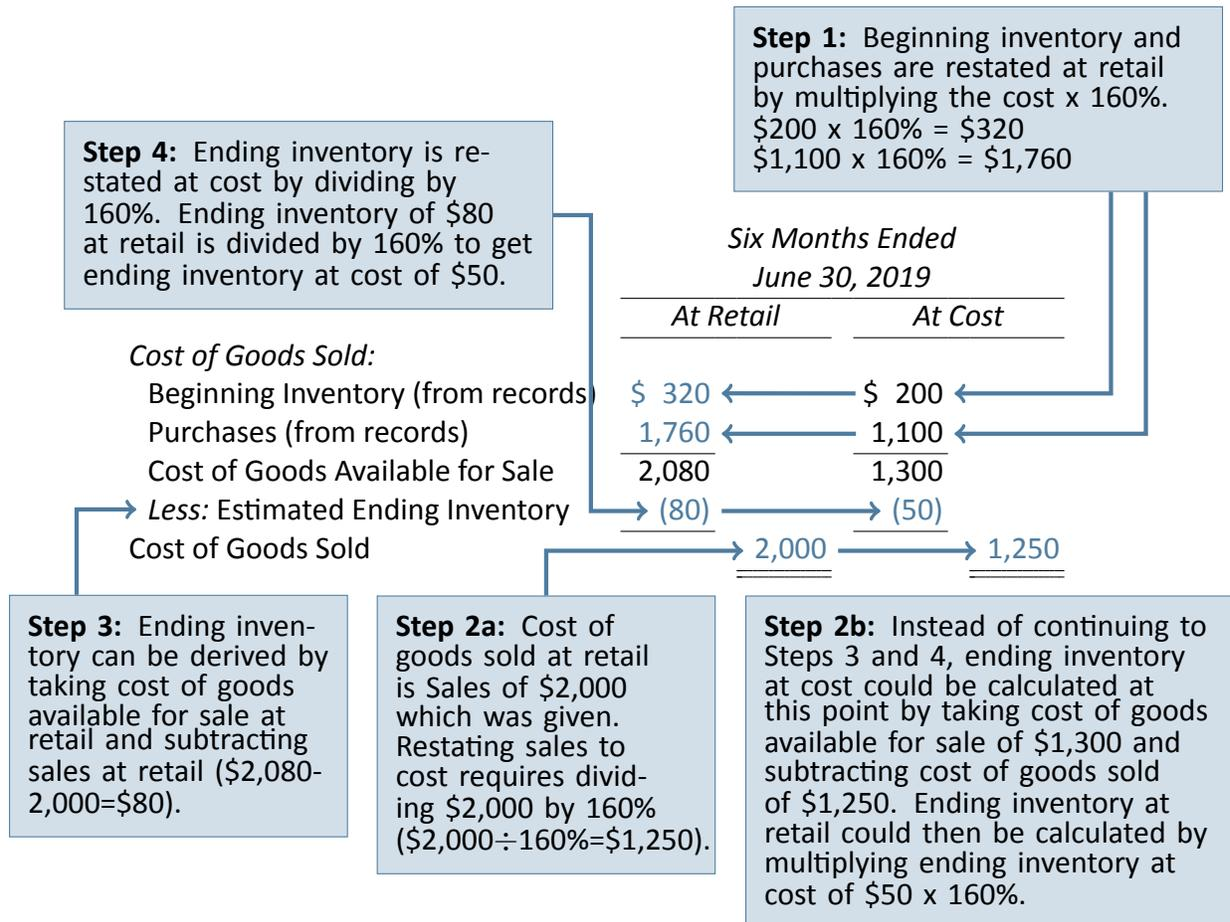 Step 1: Beginning inventory and
purchases are restated at retail
by multiplying the cost x 160%.
$200 x 160% = $320
$1,100 x 160% = $1,760
Step 4: Ending inventory is re-
stated at cost by dividing by
160%. Ending inventory of $80
at retail is divided by 160% to get
ending inventory at cost of $50.
Six Months Ended
June 30, 2019
At Retail At Cost
Cost of Goods Sold:
Beginning Inventory (from records) $ 320 $ 200
Purchases (from records) 1,760 1,100
Cost of Goods Available for Sale 2,080 1,300
Less: Estimated Ending Inventory (80) (50)
Cost of Goods Sold 2,000 1,250
Step 3: Ending inven-
tory can be derived by
taking cost of goods
available for sale at
retail and subtracting
sales at retail ($2,080-
2,000=$80).
Step 2a: Cost of
goods sold at retail
is Sales of $2,000
which was given.
Restating sales to
cost requires divid-
ing $2,000 by 160%
($2,000÷160%=$1,250).
Step 2b: Instead of continuing to
Steps 3 and 4, ending inventory
at cost could be calculated at
this point by taking cost of goods
available for sale of $1,300 and
subtracting cost of goods sold
of $1,250. Ending inventory at
retail could then be calculated by
multiplying ending inventory at
cost of $50 x 160%.